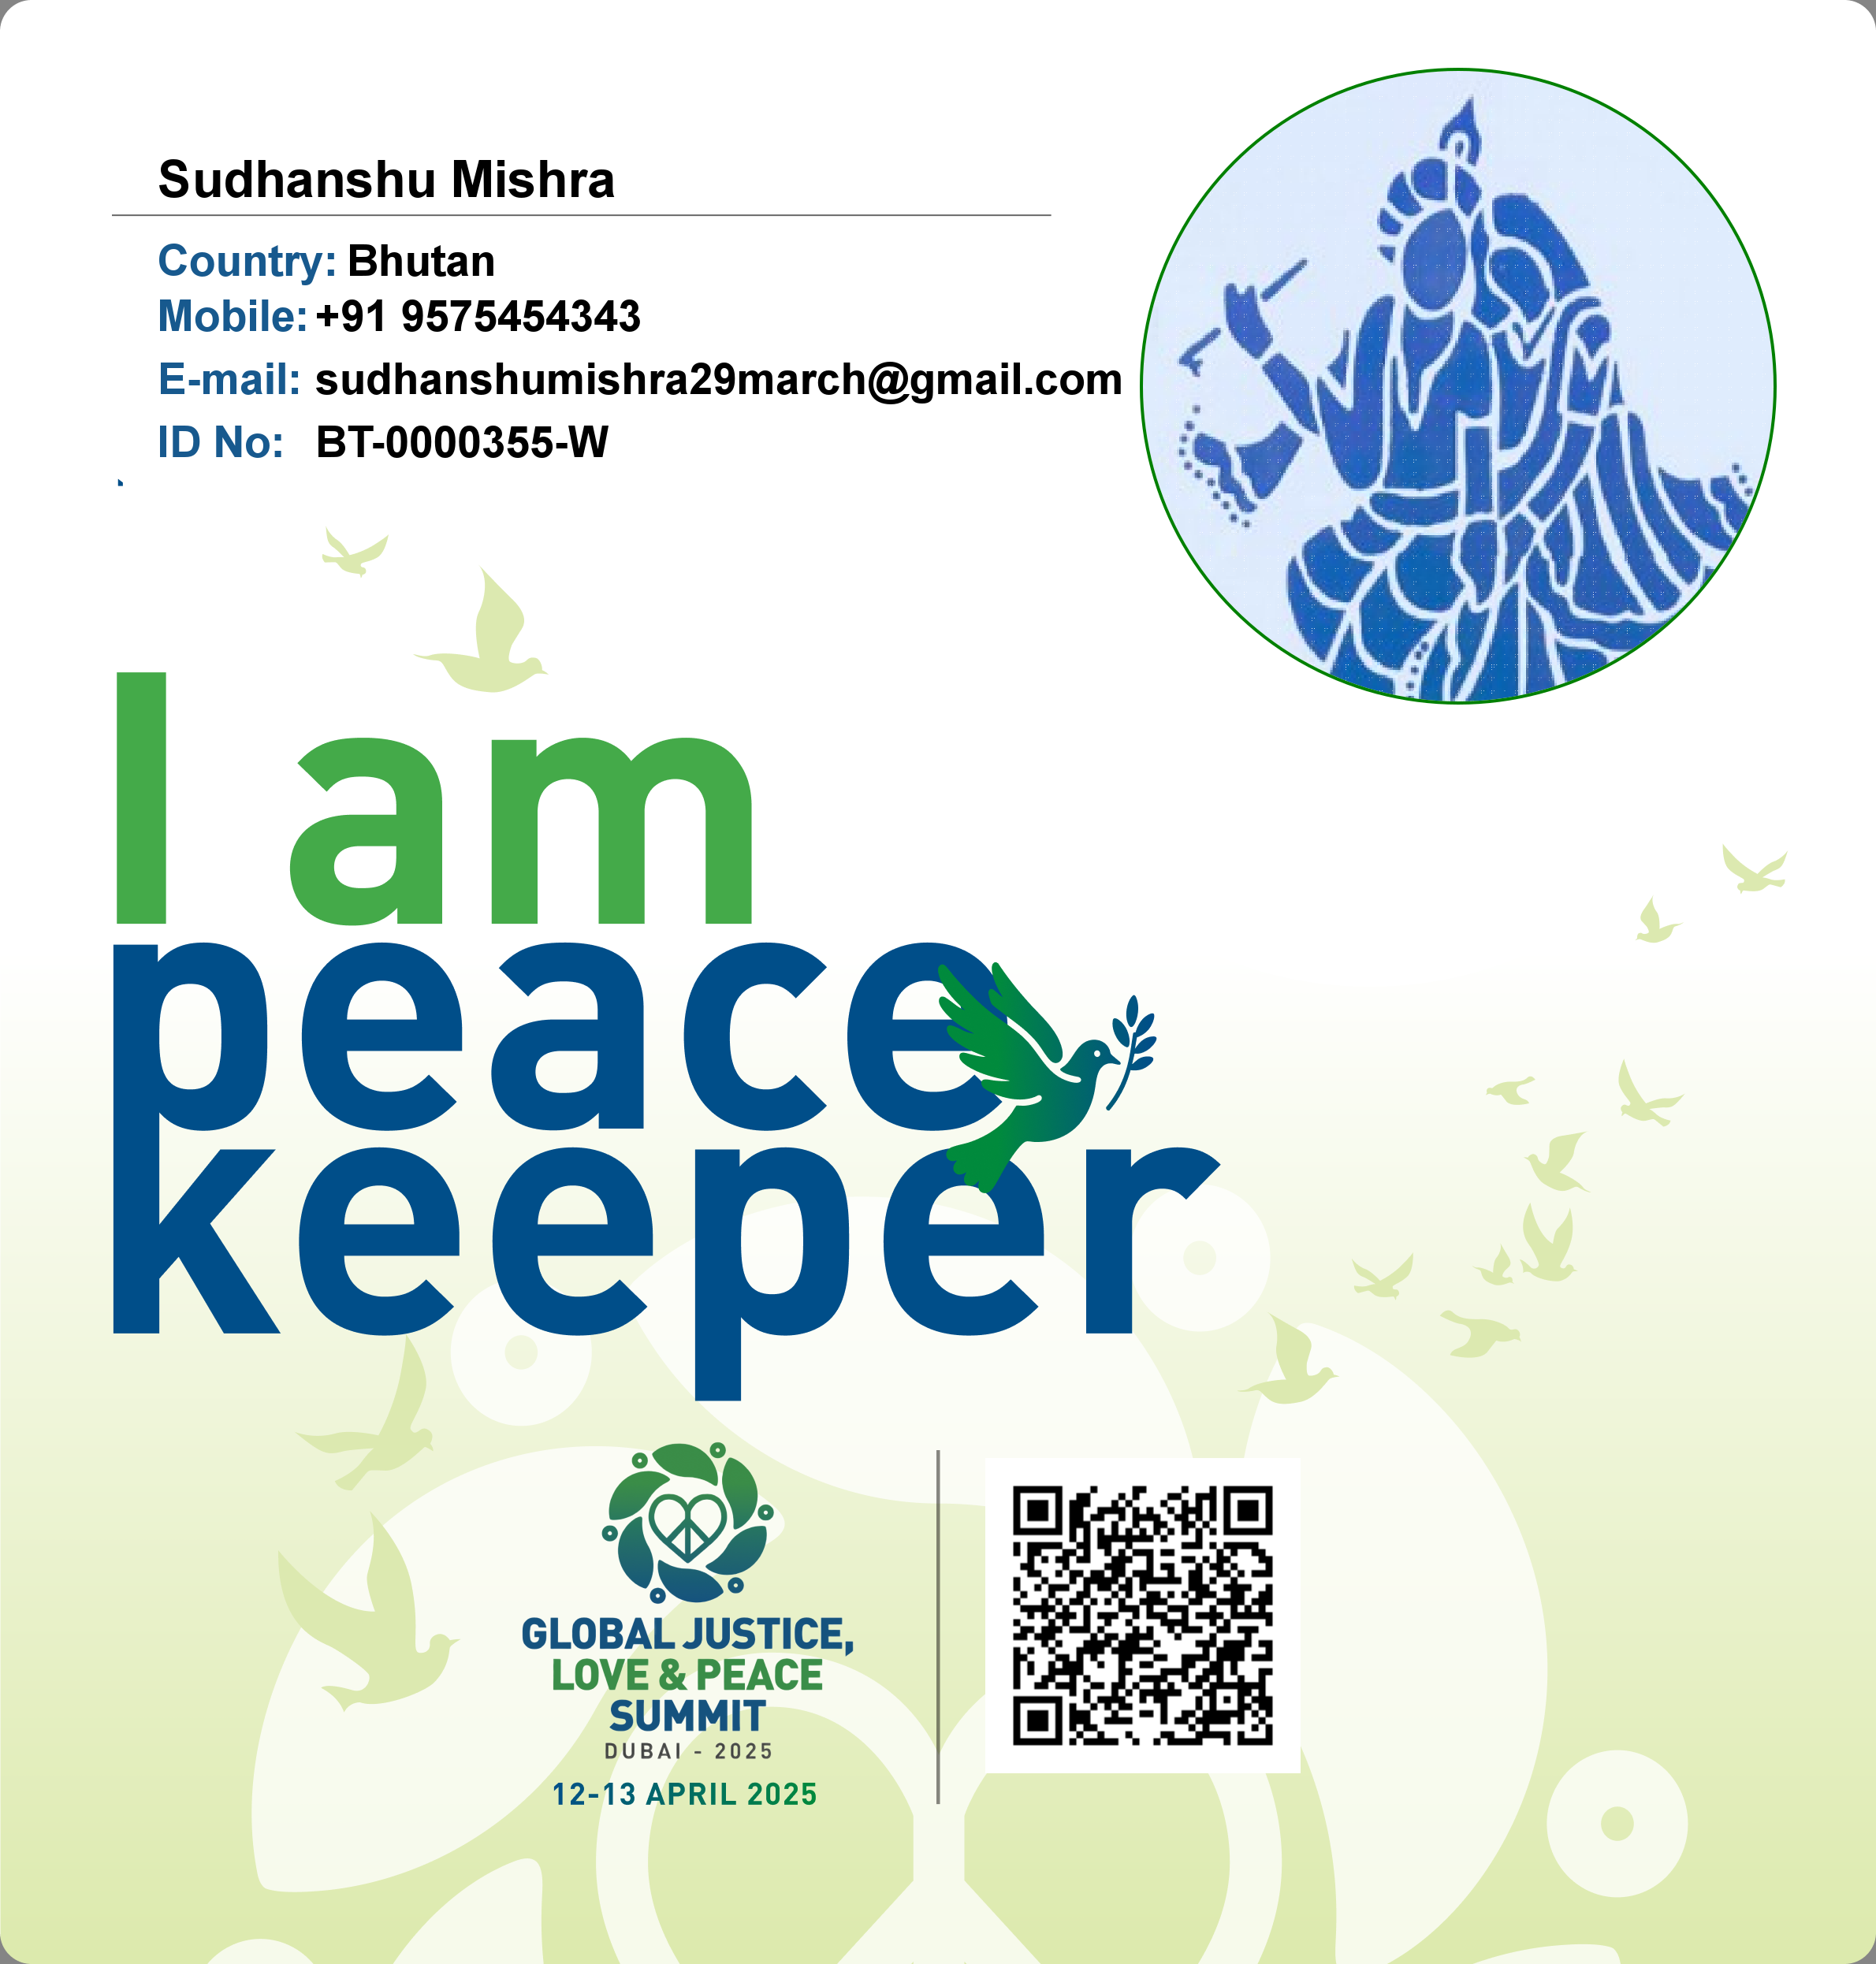 Sudhanshu Mishra
Country: Bhutan
Mobile: +91 9575454343
E-mail: sudhanshumishra29march@gmail.com
ID No: BT-0000355-W
I am
peace
keeper
GLOBAL JUSTICE,
LOVE & PEACE
SUMMIT
DUBAI - 2025
12-13 APRIL 2025